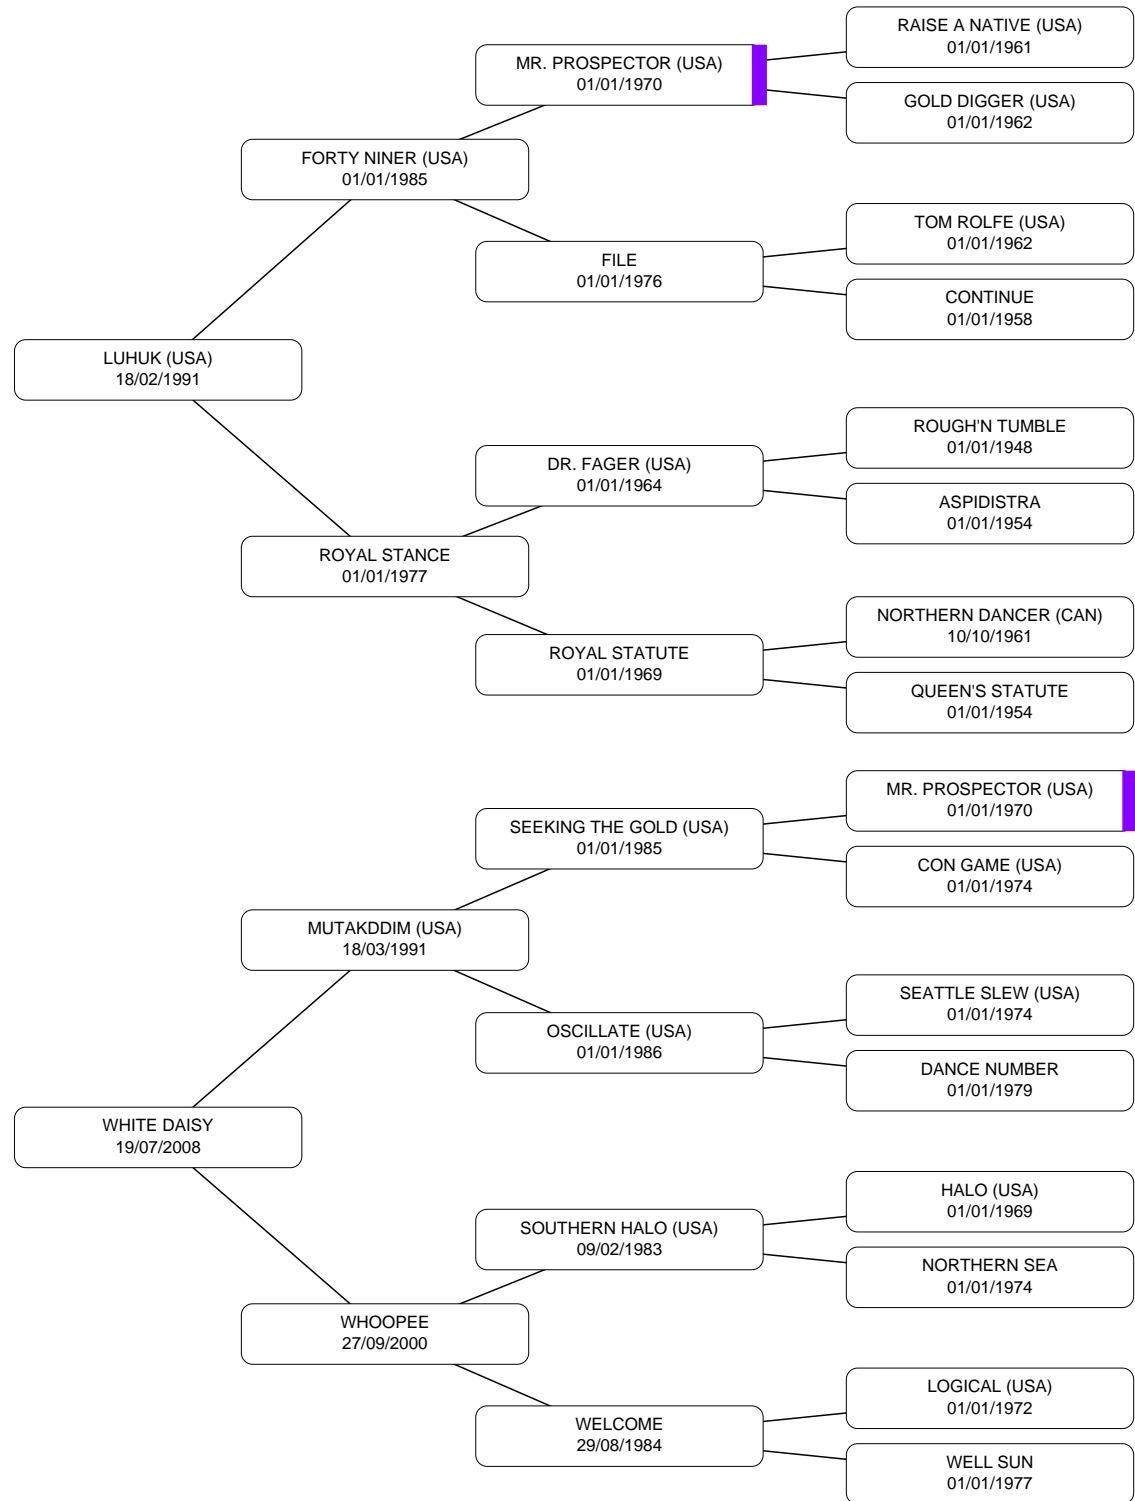 RAISE A NATIVE (USA)
01/01/1961
MR. PROSPECTOR (USA)
01/01/1970
GOLD DIGGER (USA)
01/01/1962
FORTY NINER (USA)
01/01/1985
TOM ROLFE (USA)
01/01/1962
FILE
01/01/1976
CONTINUE
01/01/1958
LUHUK (USA)
18/02/1991
ROUGH'N TUMBLE
01/01/1948
DR. FAGER (USA)
01/01/1964
ASPIDISTRA
01/01/1954
ROYAL STANCE
01/01/1977
NORTHERN DANCER (CAN)
10/10/1961
ROYAL STATUTE
01/01/1969
QUEEN'S STATUTE
01/01/1954
MR. PROSPECTOR (USA)
01/01/1970
SEEKING THE GOLD (USA)
01/01/1985
CON GAME (USA)
01/01/1974
MUTAKDDIM (USA)
18/03/1991
SEATTLE SLEW (USA)
01/01/1974
OSCILLATE (USA)
01/01/1986
DANCE NUMBER
01/01/1979
WHITE DAISY
19/07/2008
HALO (USA)
01/01/1969
SOUTHERN HALO (USA)
09/02/1983
NORTHERN SEA
01/01/1974
WHOOPEE
27/09/2000
LOGICAL (USA)
01/01/1972
WELCOME
29/08/1984
WELL SUN
01/01/1977